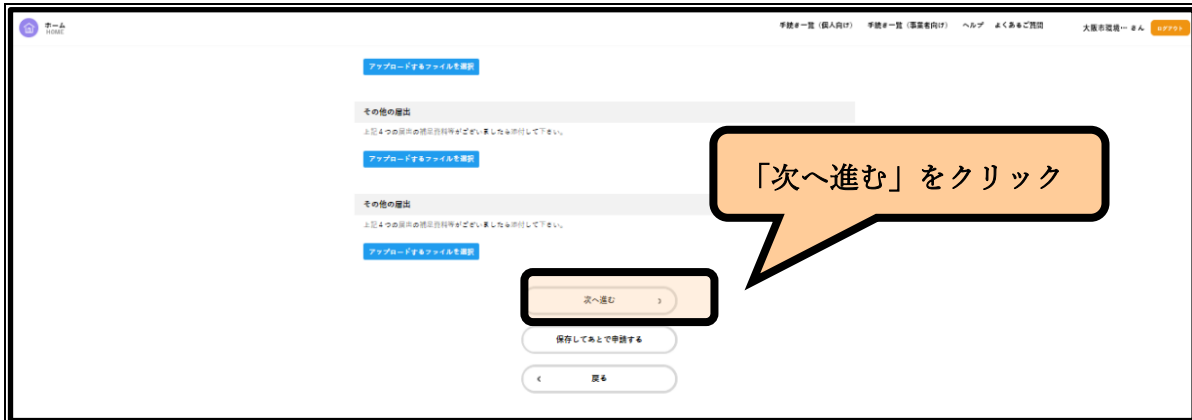 ホーム
HOME
手続き一覧（個人向け） 手続き一覧（事業者向け） ヘルプ よくあるご質問 大阪市環境… さん ログアウト
アップロードするファイルを選択
その他の届出
上記４つの届出の補足資料等がございましたら添付して下さい。
アップロードするファイルを選択
「次へ進む」をクリック
その他の届出
上記４つの届出の補足資料等がございましたら添付して下さい。
アップロードするファイルを選択
次へ進む
保存してあとで申請する
戻る